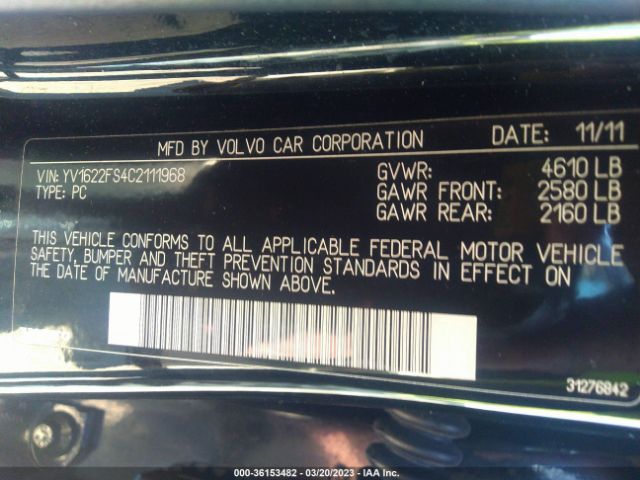 MFD BY VOLVO CAR CORPORATION DATE: 11/11
VIN: YV1622FS4C2111968 GVWR: 4610 LB
TYPE: PC GAWR FRONT: 2580 LB
GAWR REAR: 2160 LB
THIS VEHICLE CONFORMS TO ALL APPLICABLE FEDERAL MOTOR VEHICLE
SAFETY, BUMPER AND THEFT PREVENTION STANDARDS IN EFFECT ON
THE DATE OF MANUFACTURE SHOWN ABOVE.
31276842
000-36153482 - 03/20/2023 - IAA Inc.